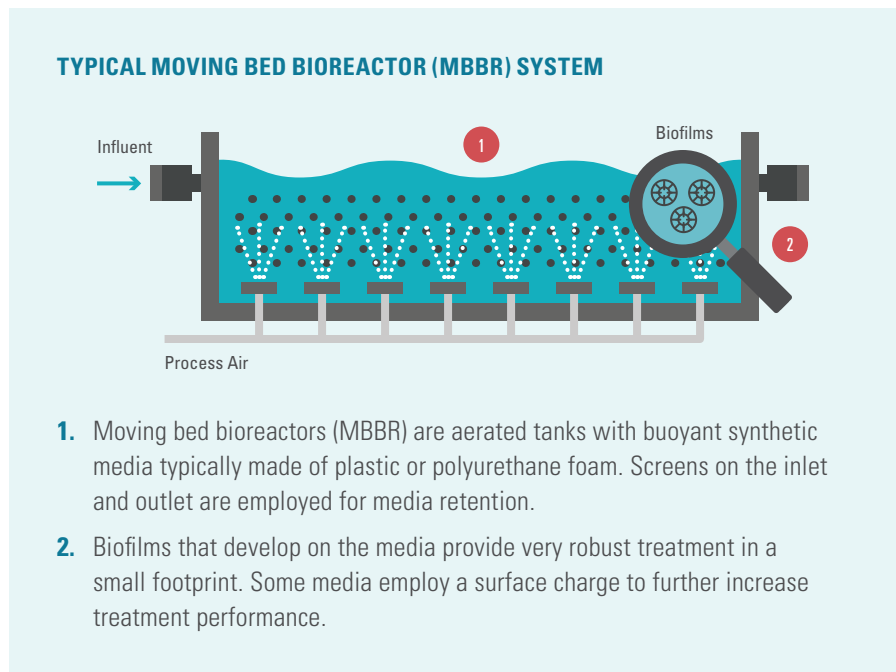 TYPICAL MOVING BED BIOREACTOR (MBBR) SYSTEM
Influent
1
Biofilms
2
Process Air
1. Moving bed bioreactors (MBBR) are aerated tanks with buoyant synthetic
media typically made of plastic or polyurethane foam. Screens on the inlet
and outlet are employed for media retention.
2. Biofilms that develop on the media provide very robust treatment in a
small footprint. Some media employ a surface charge to further increase
treatment performance.